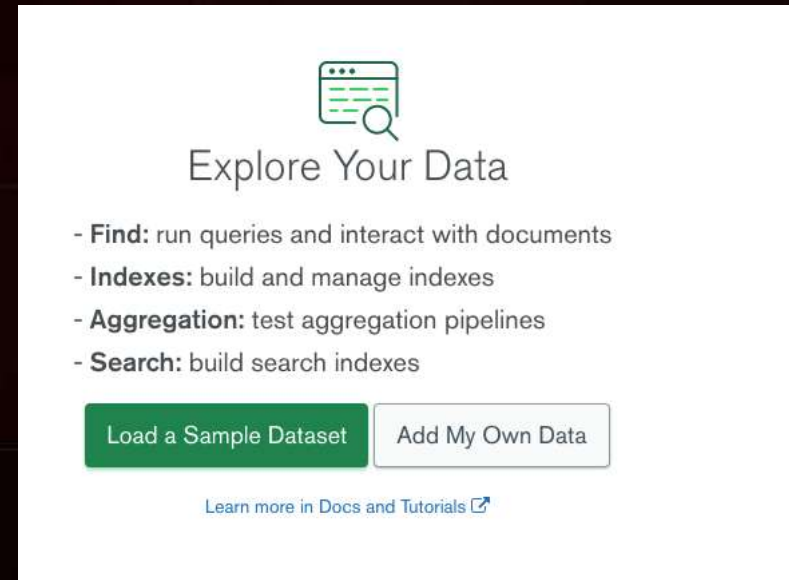 Explore Your Data
- Find: run queries and interact with documents
- Indexes: build and manage indexes
- Aggregation: test aggregation pipelines
- Search: build search indexes
Load a Sample Dataset Add My Own Data
Learn more in Docs and Tutorials